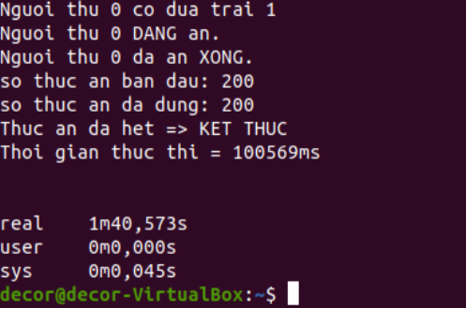 Nguoi thu 0 co dua trai 1
Nguoi thu 0 DANG an.
Nguoi thu 0 da an XONG.
so thuc an ban dau: 200
so thuc an da dung: 200
Thuc an da het => KET THUC
Thoi gian thuc thi = 100569ms
real 1m40,573s
user 0m0,000s
sys 0m0,045s
decor@decor-VirtualBox:~$